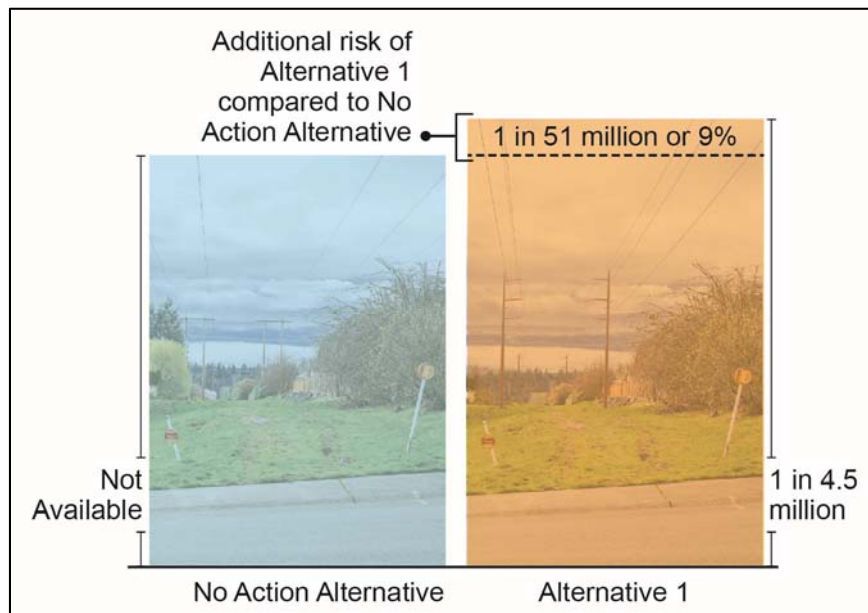 Additional risk of
Alternative 1
compared to No
Action Alternative
1 in 51 million or 9%
Not
Available
1 in 4.5
million
No Action Alternative
Alternative 1